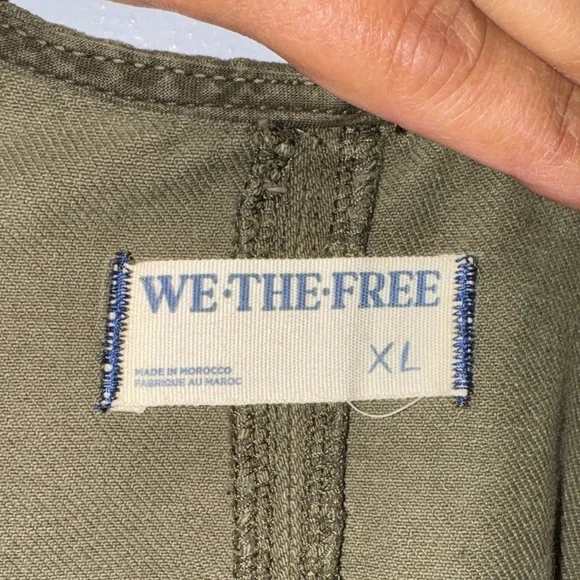 WE·THE·FREE
XL
MADE IN MOROCCO
FABRIQUE AU MAROC